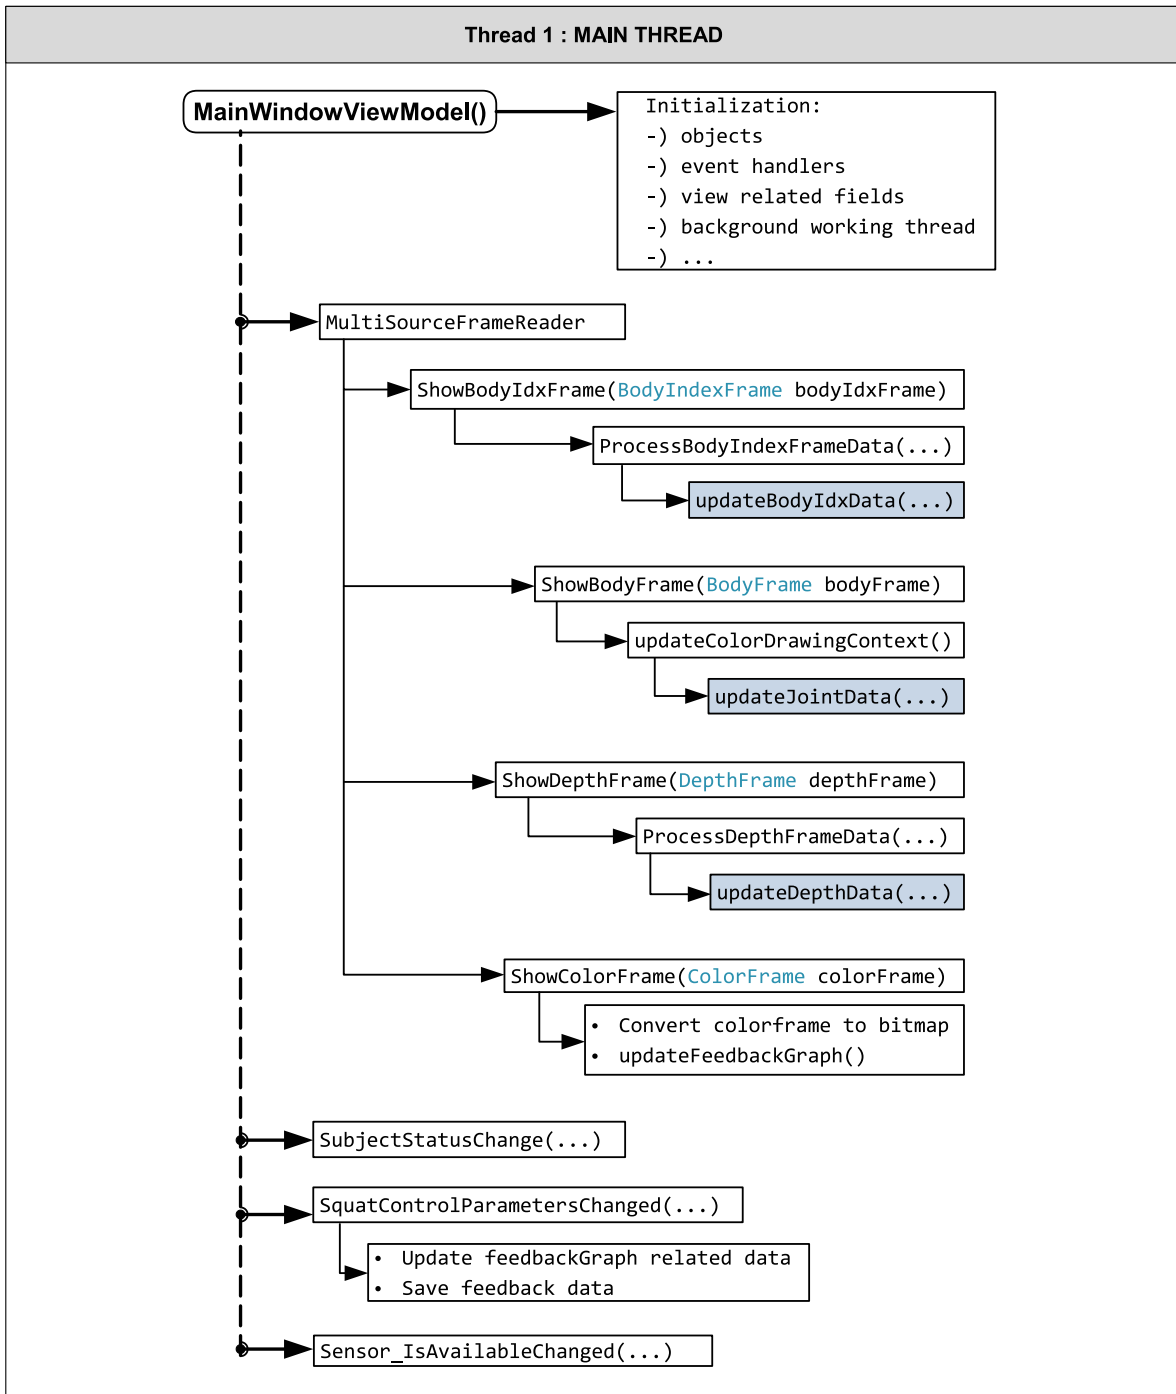 Thread 1 : MAIN THREAD
MainWindowViewModel()
Initialization:
-) objects
-) event handlers
-) view related fields
-) background working thread
-) ...
MultiSourceFrameReader
ShowBodyIdxFrame(BodyIndexFrame bodyIdxFrame)
ProcessBodyIndexFrameData(...)
updateBodyIdxData(...)
ShowBodyFrame(BodyFrame bodyFrame)
updateColorDrawingContext()
updateJointData(...)
ShowDepthFrame(DepthFrame depthFrame)
ProcessDepthFrameData(...)
updateDepthData(...)
ShowColorFrame(ColorFrame colorFrame)
• Convert colorframe to bitmap
• updateFeedbackGraph()
SubjectStatusChange(...)
SquatControlParametersChanged(...)
• Update feedbackGraph related data
• Save feedback data
Sensor_IsAvailableChanged(...)